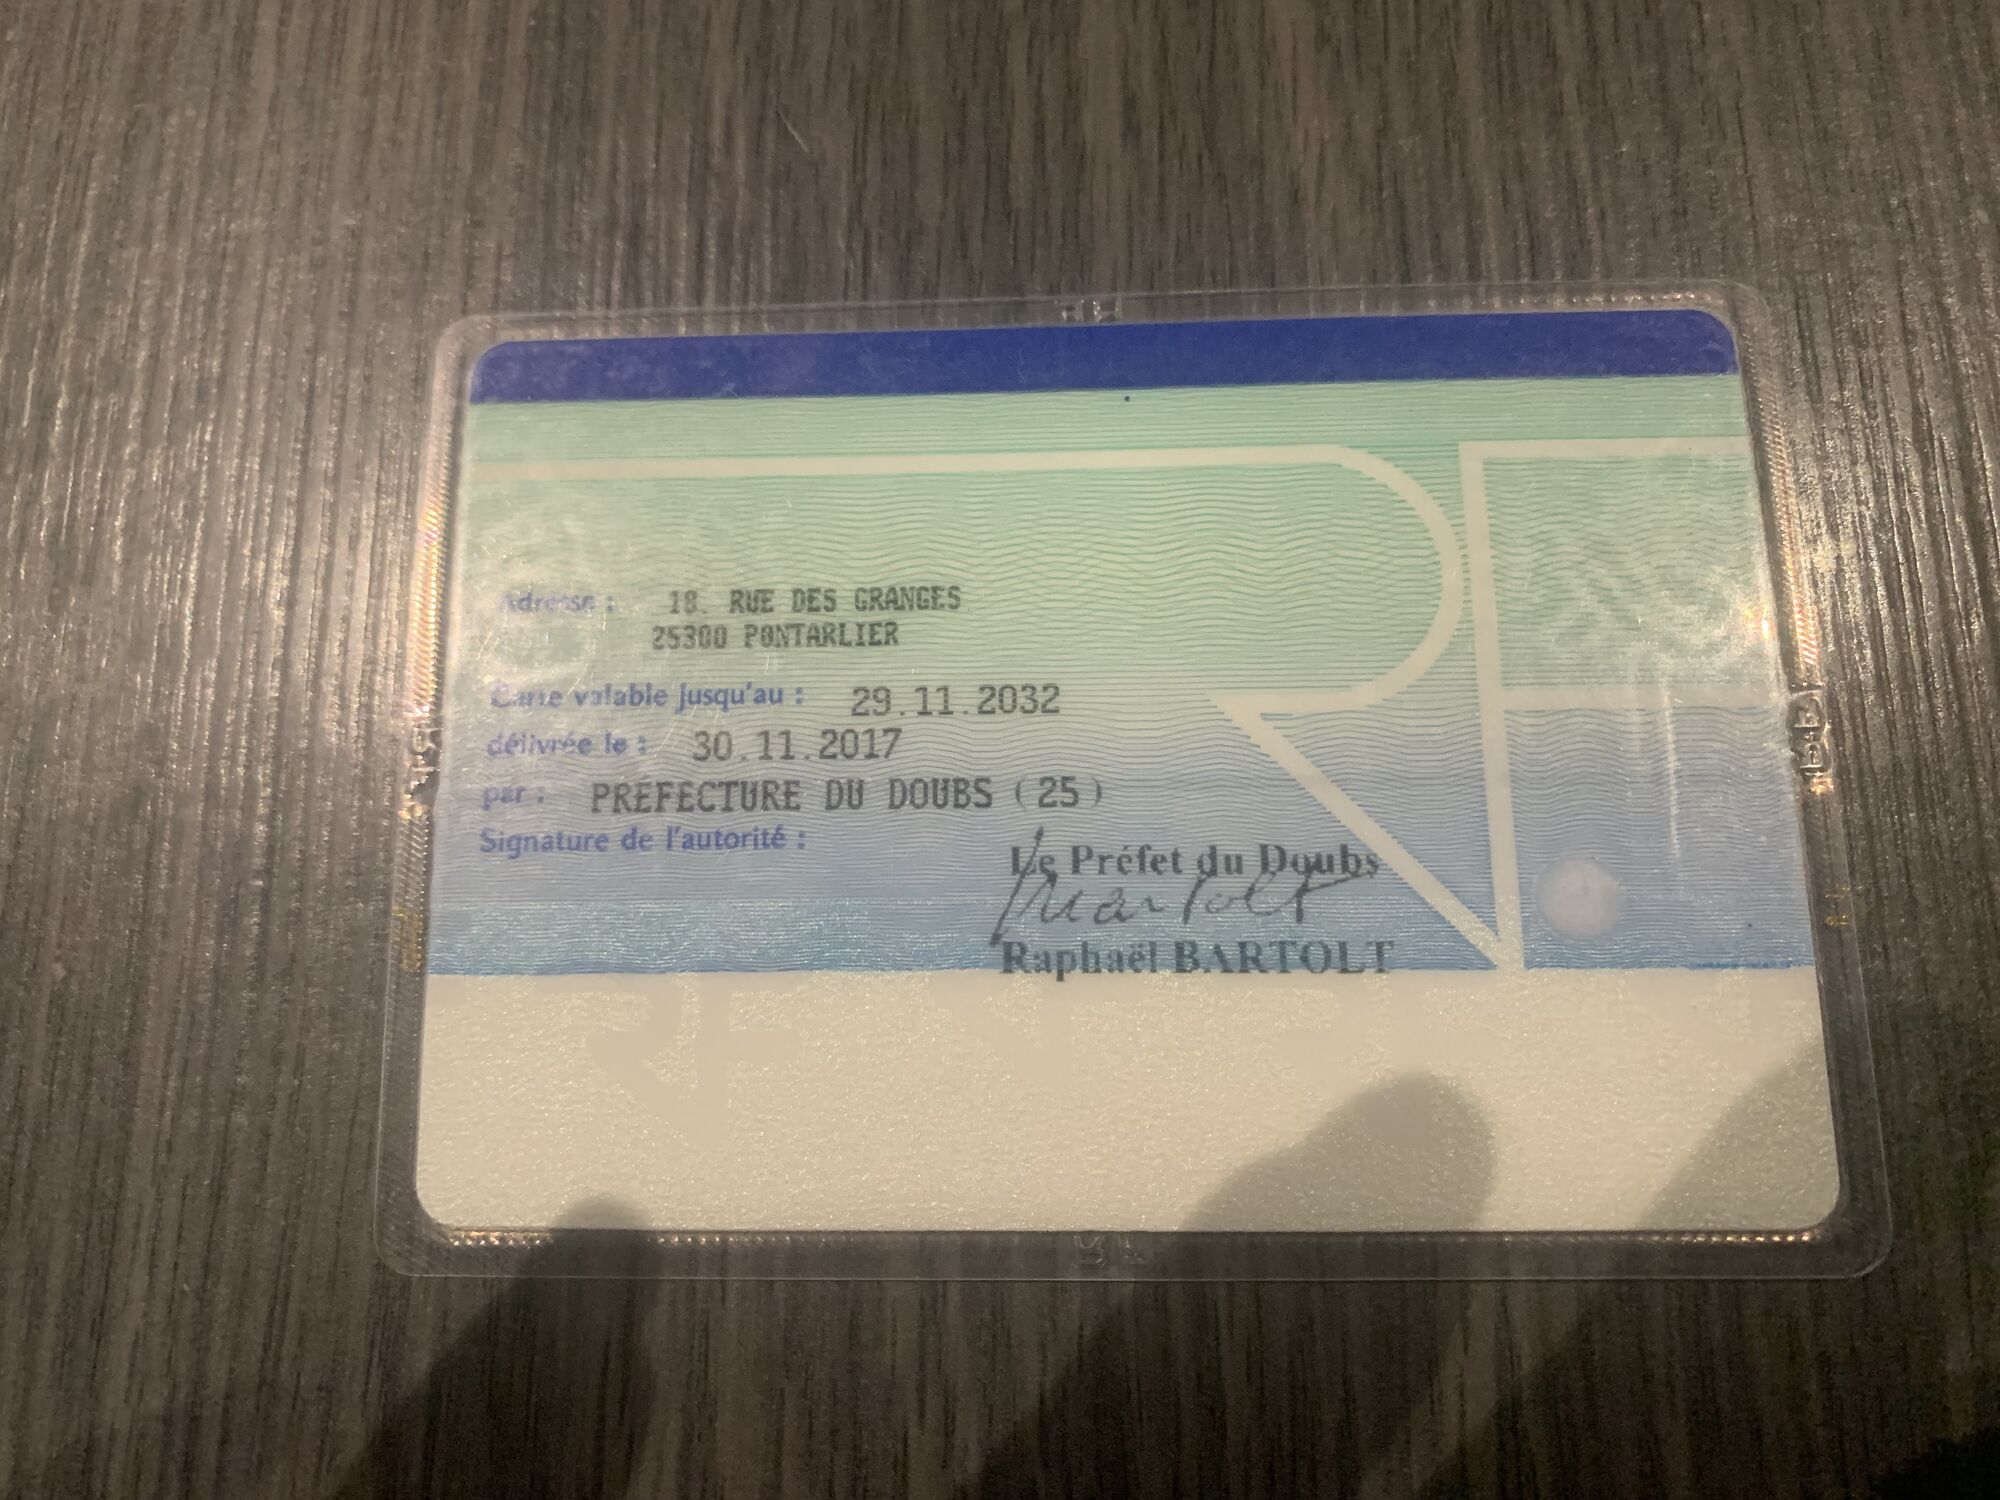 Adresse : 18. RUE DES GRANGES
25300 PONTARLIER
Carte valable jusqu'au : 29.11.2032
délivrée le : 30.11.2017
par : PRÉFECTURE DU DOUBS (25)
Signature de l'autorité :
Le Préfet du Doubs
Raphaël BARTOLT
RF